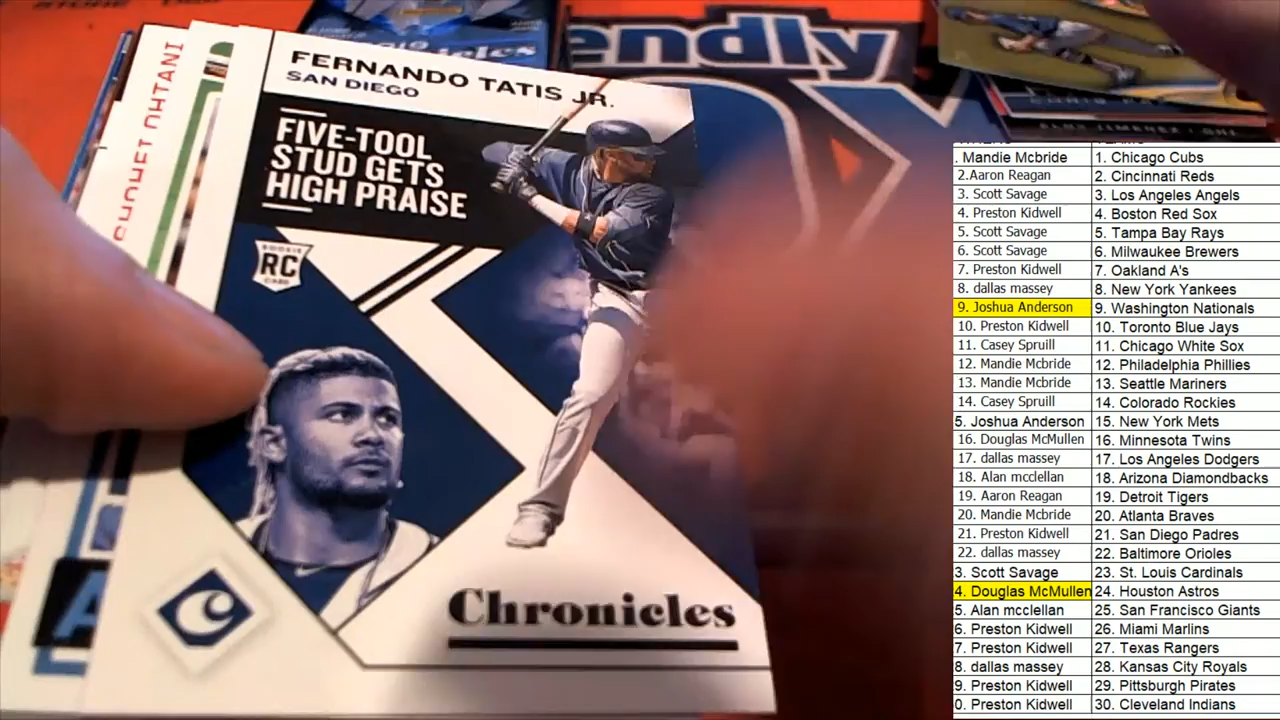 endly
FERNANDO TATIS JR.
SAN DIEGO
FIVE-TOOL
STUD GETS
HIGH PRAISE
ROOKIE
RC
CARD
Chronicles
OHTANI
. Mandie Mcbride 1. Chicago Cubs
2.Aaron Reagan 2. Cincinnati Reds
3. Scott Savage 3. Los Angeles Angels
4. Preston Kidwell 4. Boston Red Sox
5. Scott Savage 5. Tampa Bay Rays
6. Scott Savage 6. Milwaukee Brewers
7. Preston Kidwell 7. Oakland A's
8. dallas massey 8. New York Yankees
9. Joshua Anderson 9. Washington Nationals
10. Preston Kidwell 10. Toronto Blue Jays
11. Casey Spruill 11. Chicago White Sox
12. Mandie Mcbride 12. Philadelphia Phillies
13. Mandie Mcbride 13. Seattle Mariners
14. Casey Spruill 14. Colorado Rockies
5. Joshua Anderson 15. New York Mets
16. Douglas McMullen 16. Minnesota Twins
17. dallas massey 17. Los Angeles Dodgers
18. Alan mcclellan 18. Arizona Diamondbacks
19. Aaron Reagan 19. Detroit Tigers
20. Mandie Mcbride 20. Atlanta Braves
21. Preston Kidwell 21. San Diego Padres
22. dallas massey 22. Baltimore Orioles
3. Scott Savage 23. St. Louis Cardinals
4. Douglas McMullen 24. Houston Astros
5. Alan mcclellan 25. San Francisco Giants
6. Preston Kidwell 26. Miami Marlins
7. Preston Kidwell 27. Texas Rangers
8. dallas massey 28. Kansas City Royals
9. Preston Kidwell 29. Pittsburgh Pirates
0. Preston Kidwell 30. Cleveland Indians